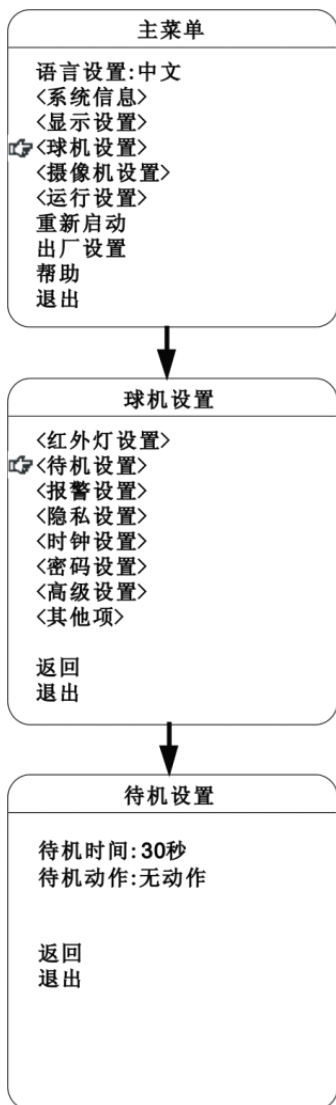 主菜单
语言设置:中文
<系统信息>
<显示设置>
<球机设置>
<摄像机设置>
<运行设置>
重新启动
出厂设置
帮助
退出
球机设置
<红外灯设置>
<待机设置>
<报警设置>
<隐私设置>
<时钟设置>
<密码设置>
<高级设置>
<其他项>
返回
退出
待机设置
待机时间:30秒
待机动作:无动作
返回
退出